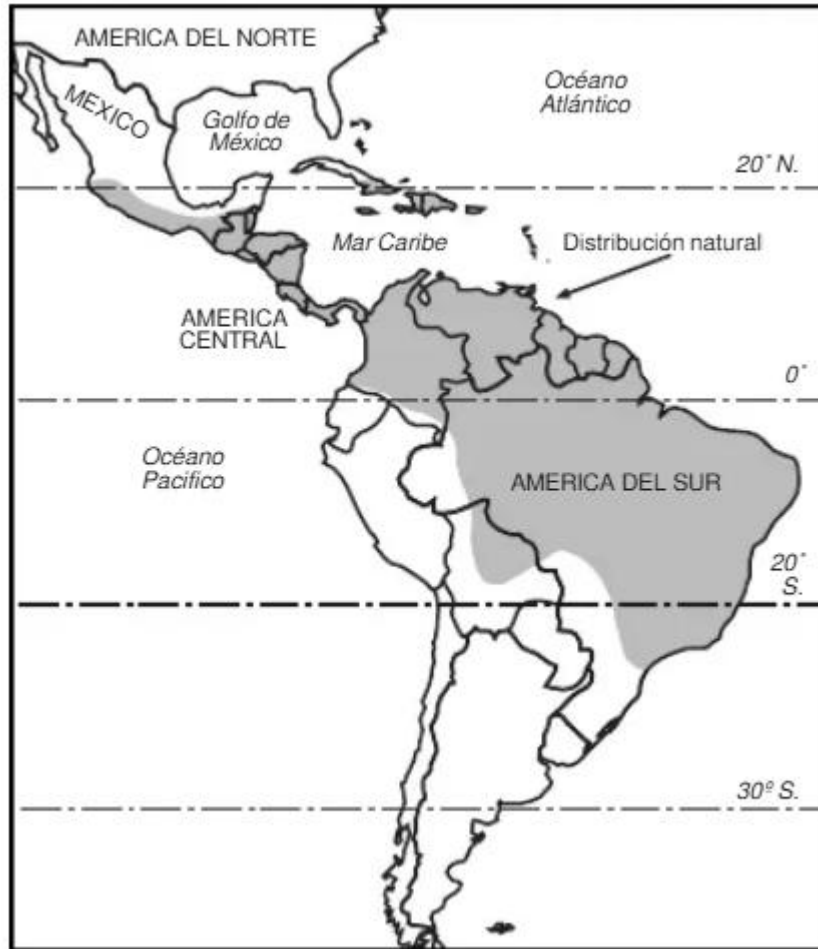 AMERICA DEL NORTE
MEXICO
Golfo de
México
Océano
Atlántico
20° N.
Mar Caribe
Distribución natural
AMERICA
CENTRAL
0°
Océano
Pacifico
AMERICA DEL SUR
20°
S.
30º S.